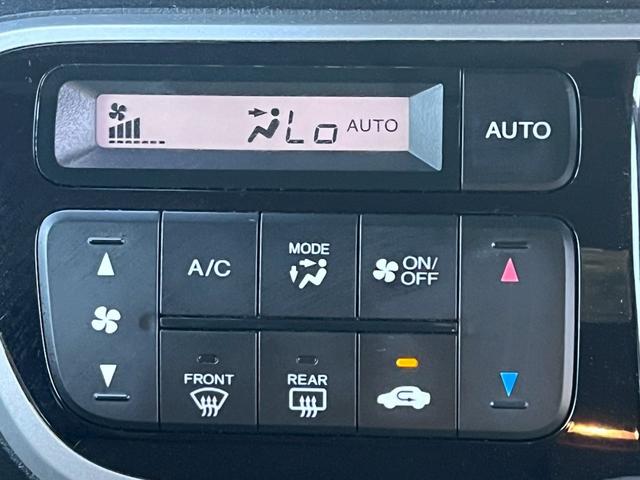 Lo AUTO
AUTO
A/C
MODE
ON/
OFF
FRONT
REAR